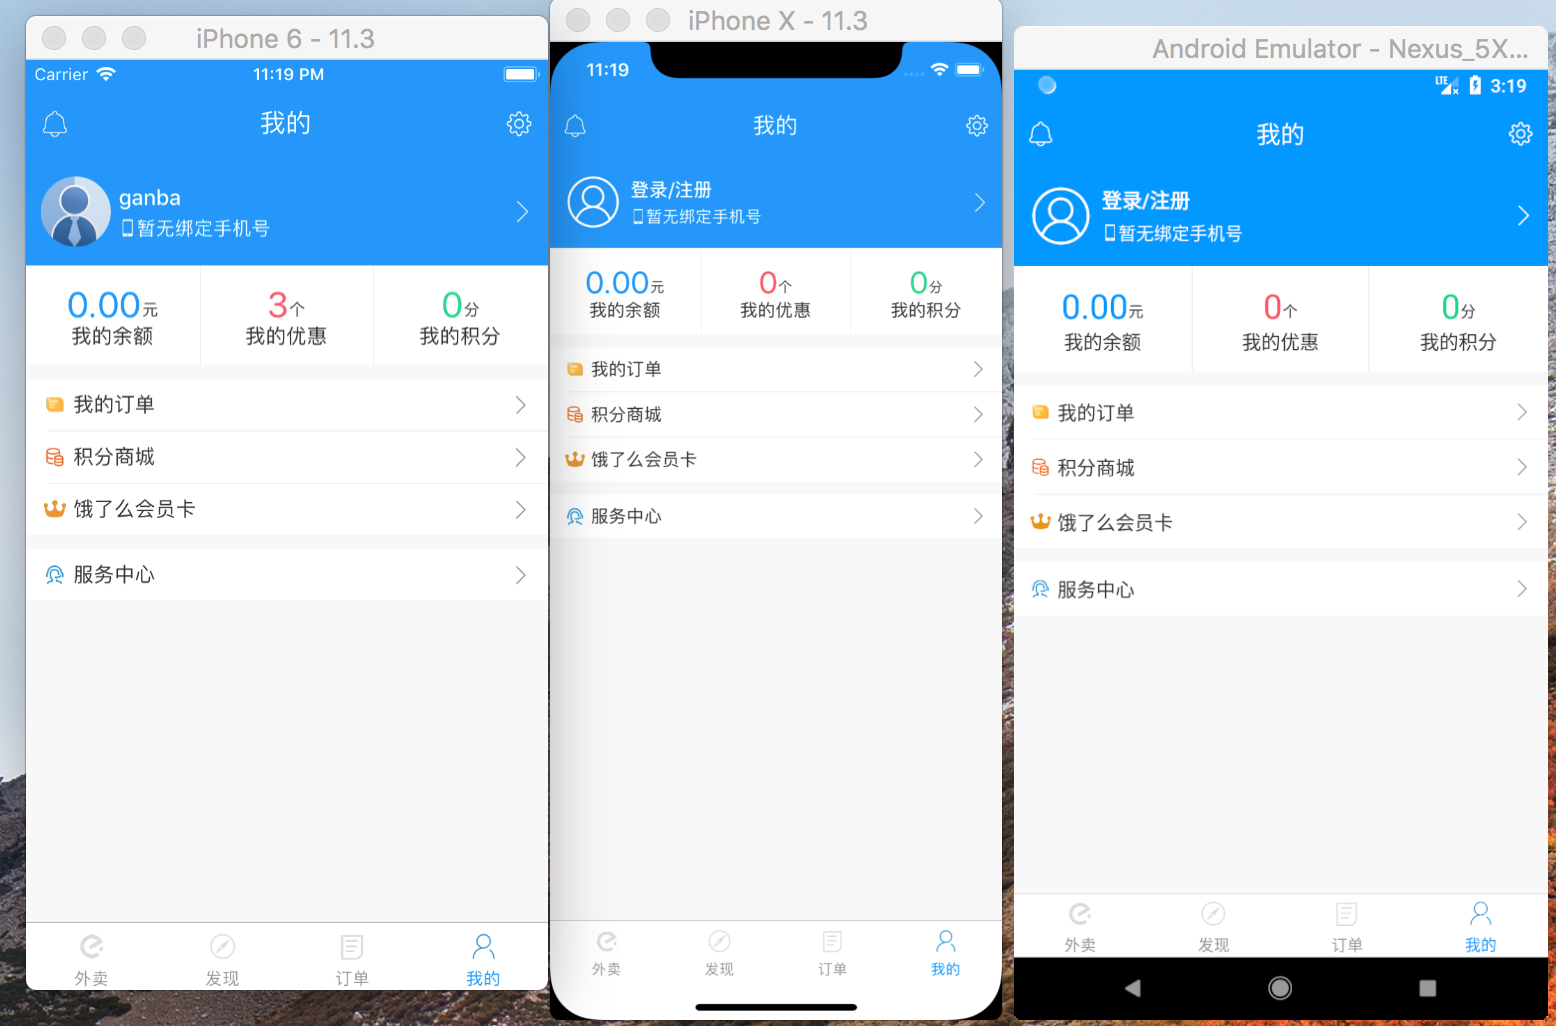 iPhone 6 - 11.3
Carrier 11:19 PM
我的
ganba
暂无绑定手机号
0.00元 3个 0分
我的余额 我的优惠 我的积分
我的订单
积分商城
饿了么会员卡
服务中心
外卖 发现 订单 我的
iPhone X - 11.3
11:19
我的
登录/注册
暂无绑定手机号
0.00元 0个 0分
我的余额 我的优惠 我的积分
我的订单
积分商城
饿了么会员卡
服务中心
外卖 发现 订单 我的
Android Emulator - Nexus_5X...
LTE 3:19
我的
登录/注册
暂无绑定手机号
0.00元 0个 0分
我的余额 我的优惠 我的积分
我的订单
积分商城
饿了么会员卡
服务中心
外卖 发现 订单 我的